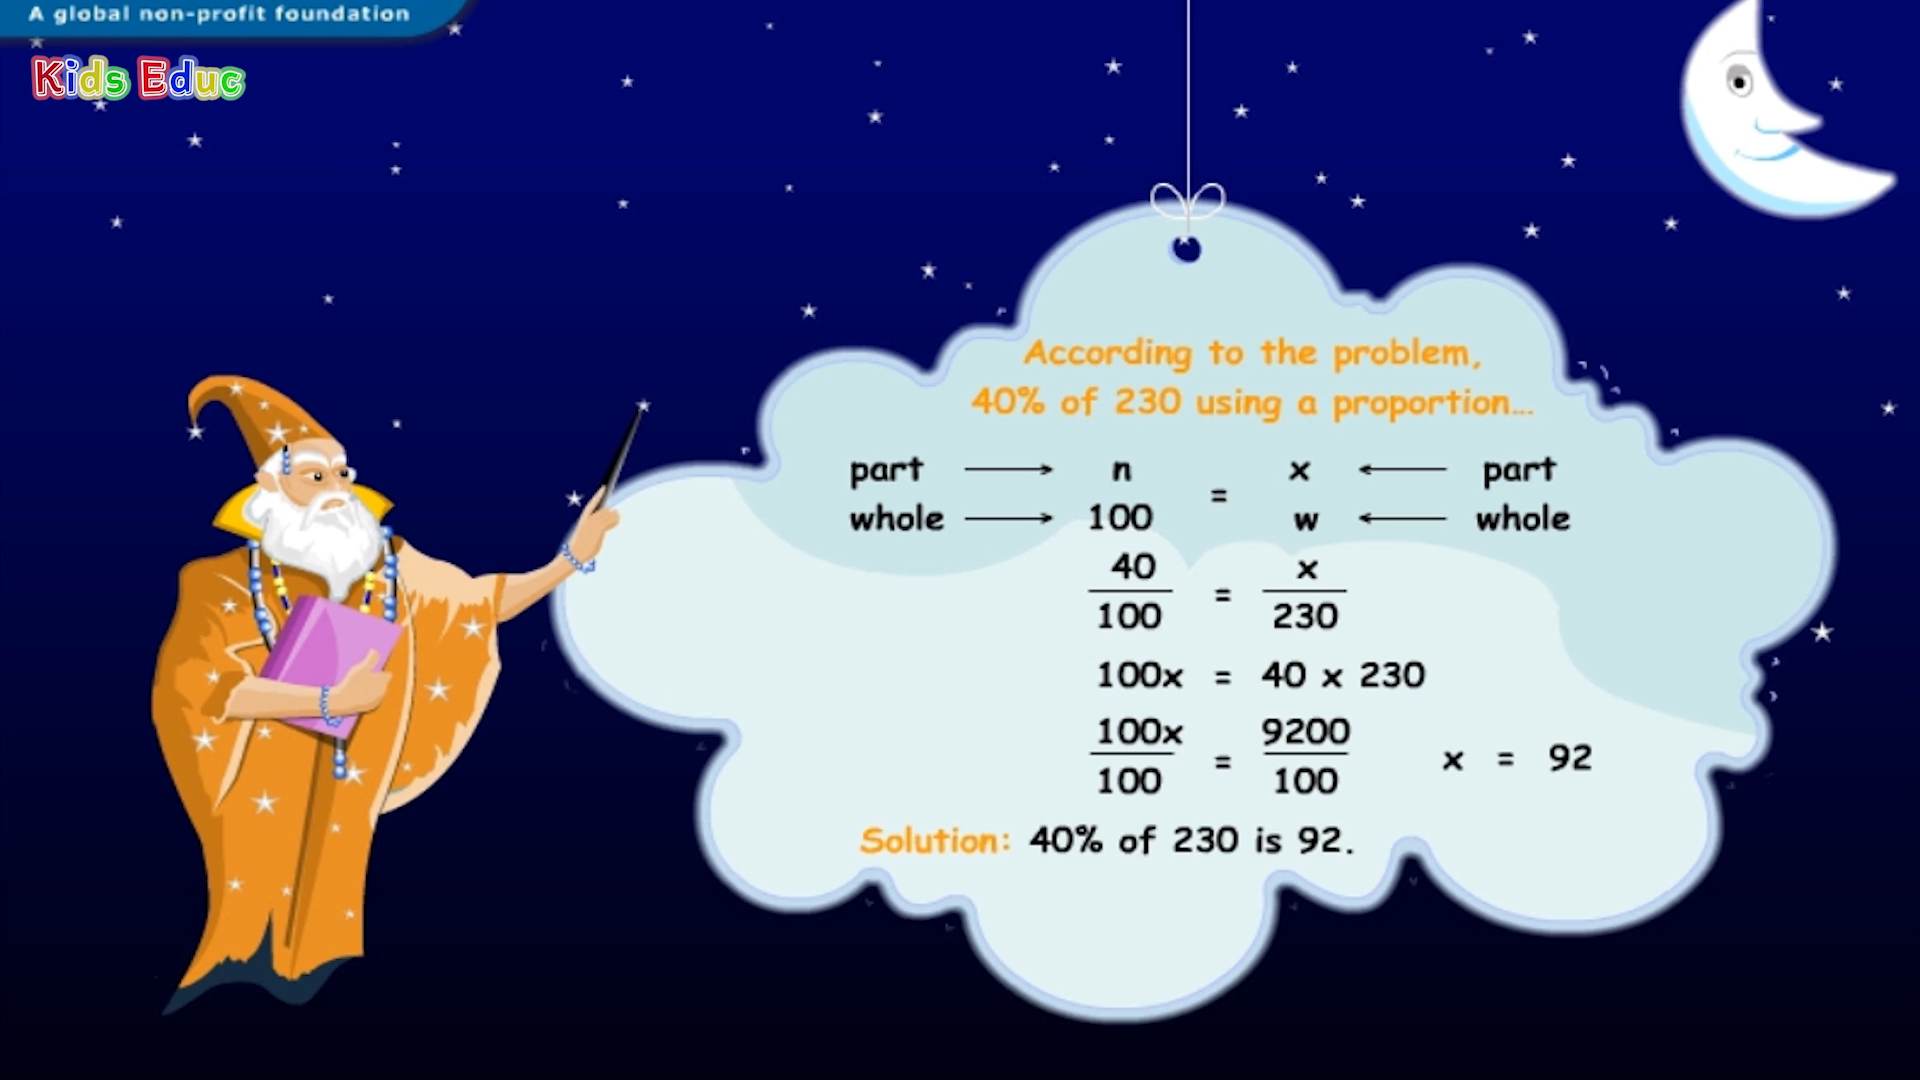 A global non-profit foundation
Kids Educ
According to the problem,
40% of 230 using a proportion...
part → n = x ← part
whole → 100 w ← whole
40 x
=
100 230
100x = 40 x 230
100x 9200
= x = 92
100 100
Solution: 40% of 230 is 92.